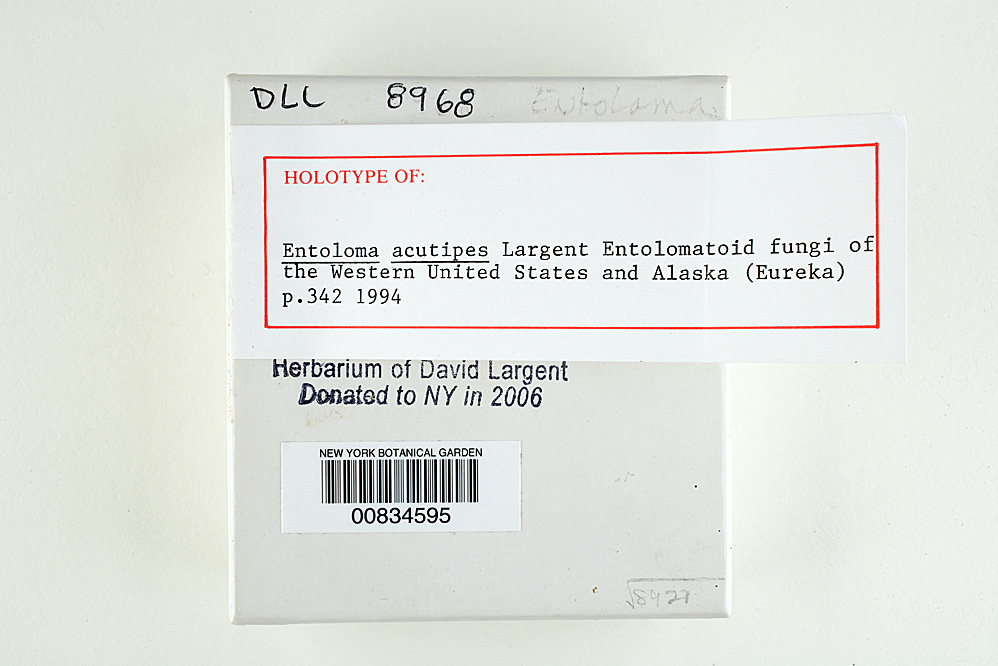 DLL 8968 Entoloma
HOLOTYPE OF:
Entoloma acutipes Largent Entolomatoid fungi of
the Western United States and Alaska (Eureka)
p.342 1994
Herbarium of David Largent
Donated to NY in 2006
NEW YORK BOTANICAL GARDEN
00834595